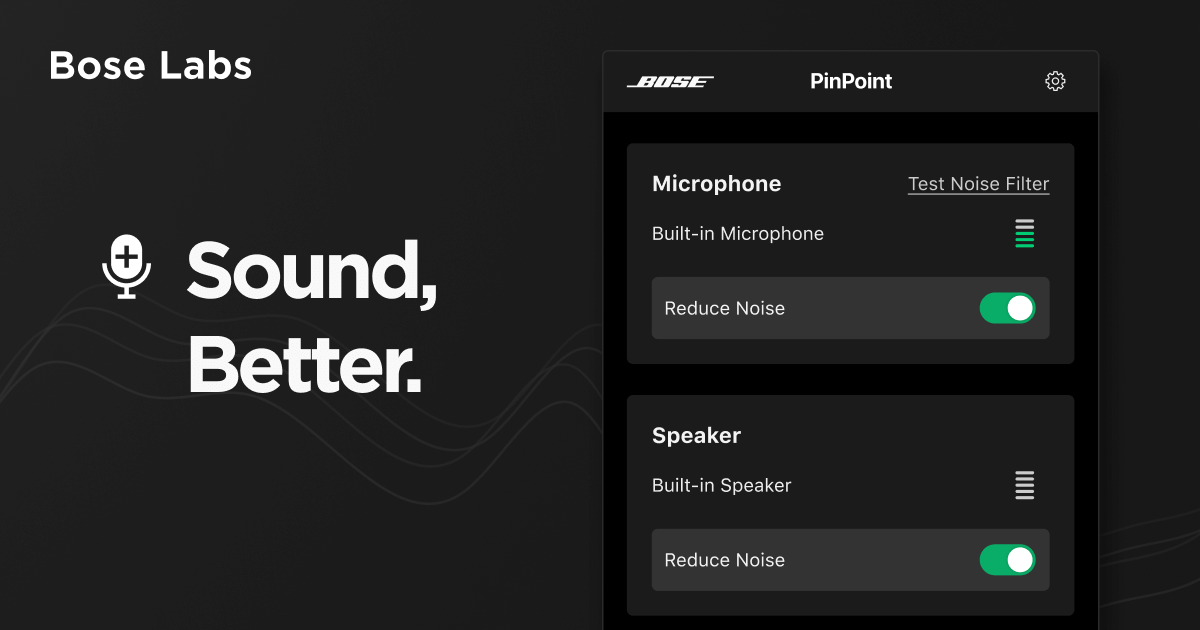 Bose Labs
Sound,
Better.
BOSE
PinPoint
Microphone
Test Noise Filter
Built-in Microphone
Reduce Noise
Speaker
Built-in Speaker
Reduce Noise